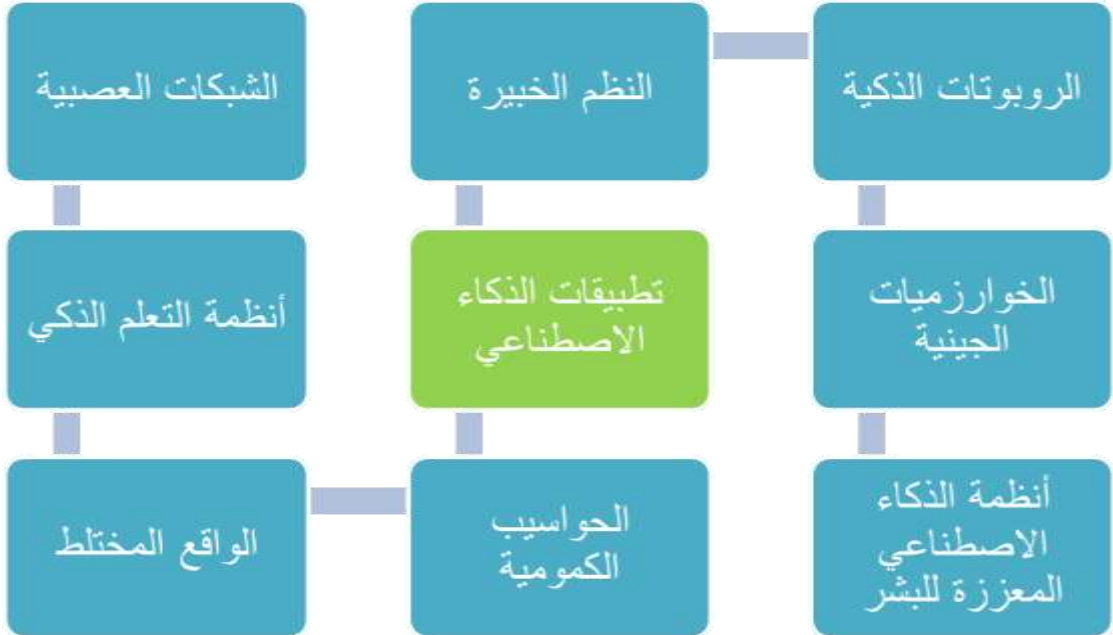 الروبوتات الذكية
النظم الخبيرة
الشبكات العصبية
الخوارزميات
الجينية
تطبيقات الذكاء
الاصطناعي
أنظمة التعلم الذكي
أنظمة الذكاء
الاصطناعي
المعززة للبشر
الحواسيب
الكمومية
الواقع المختلط